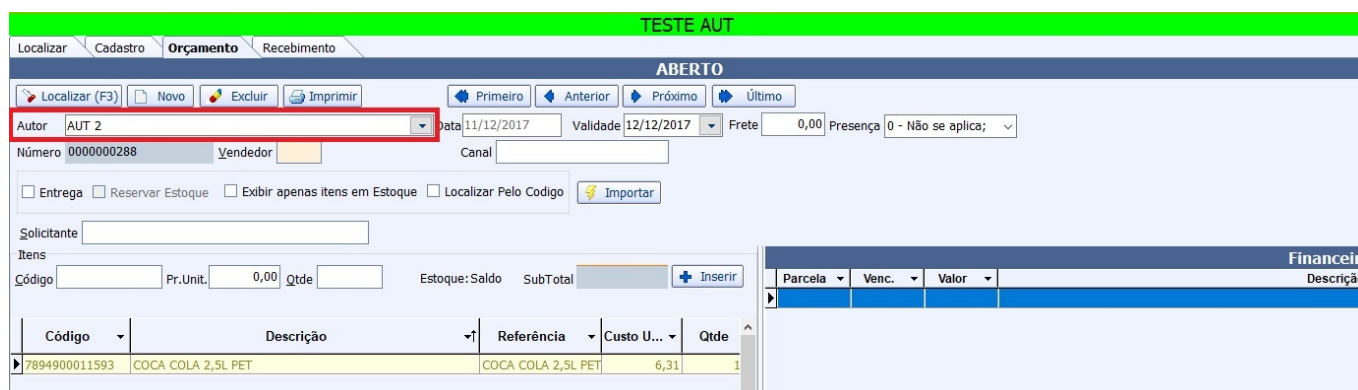 TESTE AUT
Localizar Cadastro Orçamento Recebimento
ABERTO
Localizar (F3) Novo Excluir Imprimir Primeiro Anterior Próximo Último
Autor AUT 2 Data 11/12/2017 Validade 12/12/2017 Frete 0,00 Presença 0 - Não se aplica;
Número 0000000288 Vendedor Canal
Entrega Reservar Estoque Exibir apenas itens em Estoque Localizar Pelo Codigo Importar
Solicitante
Itens Financeir
Código Pr.Unit. 0,00 Qtde Estoque: Saldo SubTotal Inserir Parcela Venc. Valor Descriçã
Código Descrição Referência Custo U... Qtde
7894900011593 COCA COLA 2,5L PET COCA COLA 2,5L PET 6,31 1